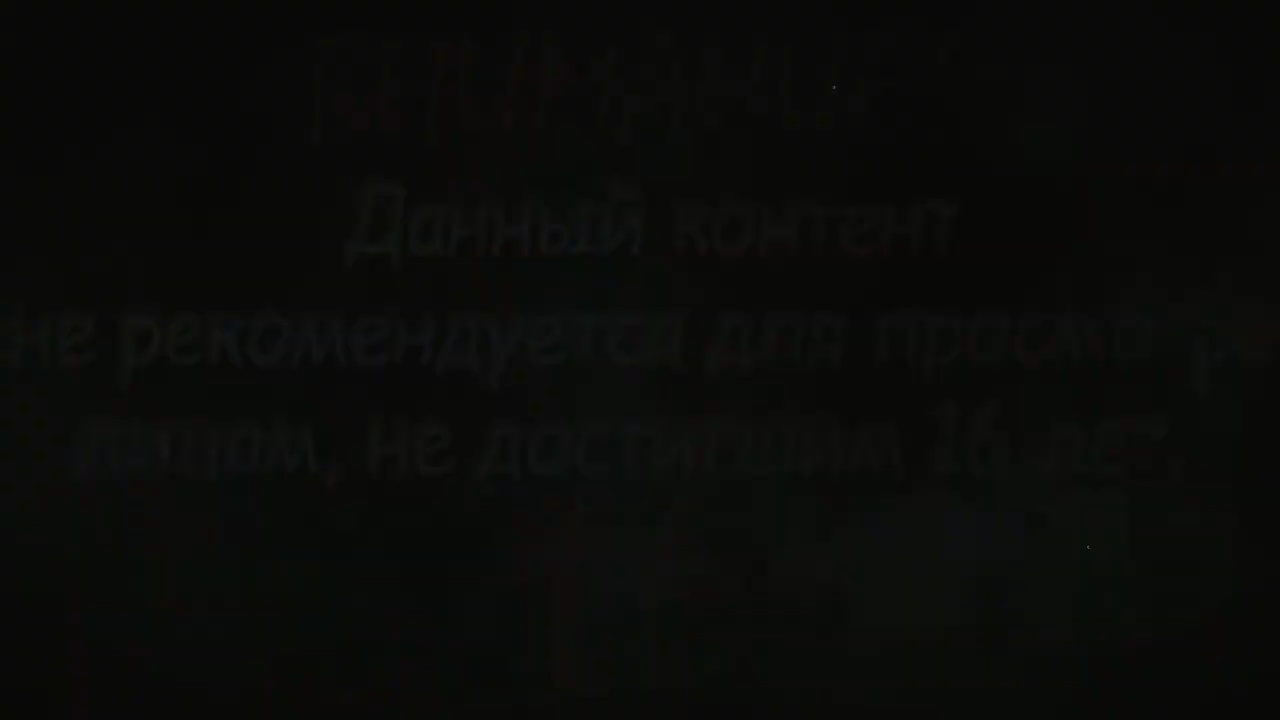 Данный контент
не рекомендуется для просмотра
лицам, не достигшим 16 лет.